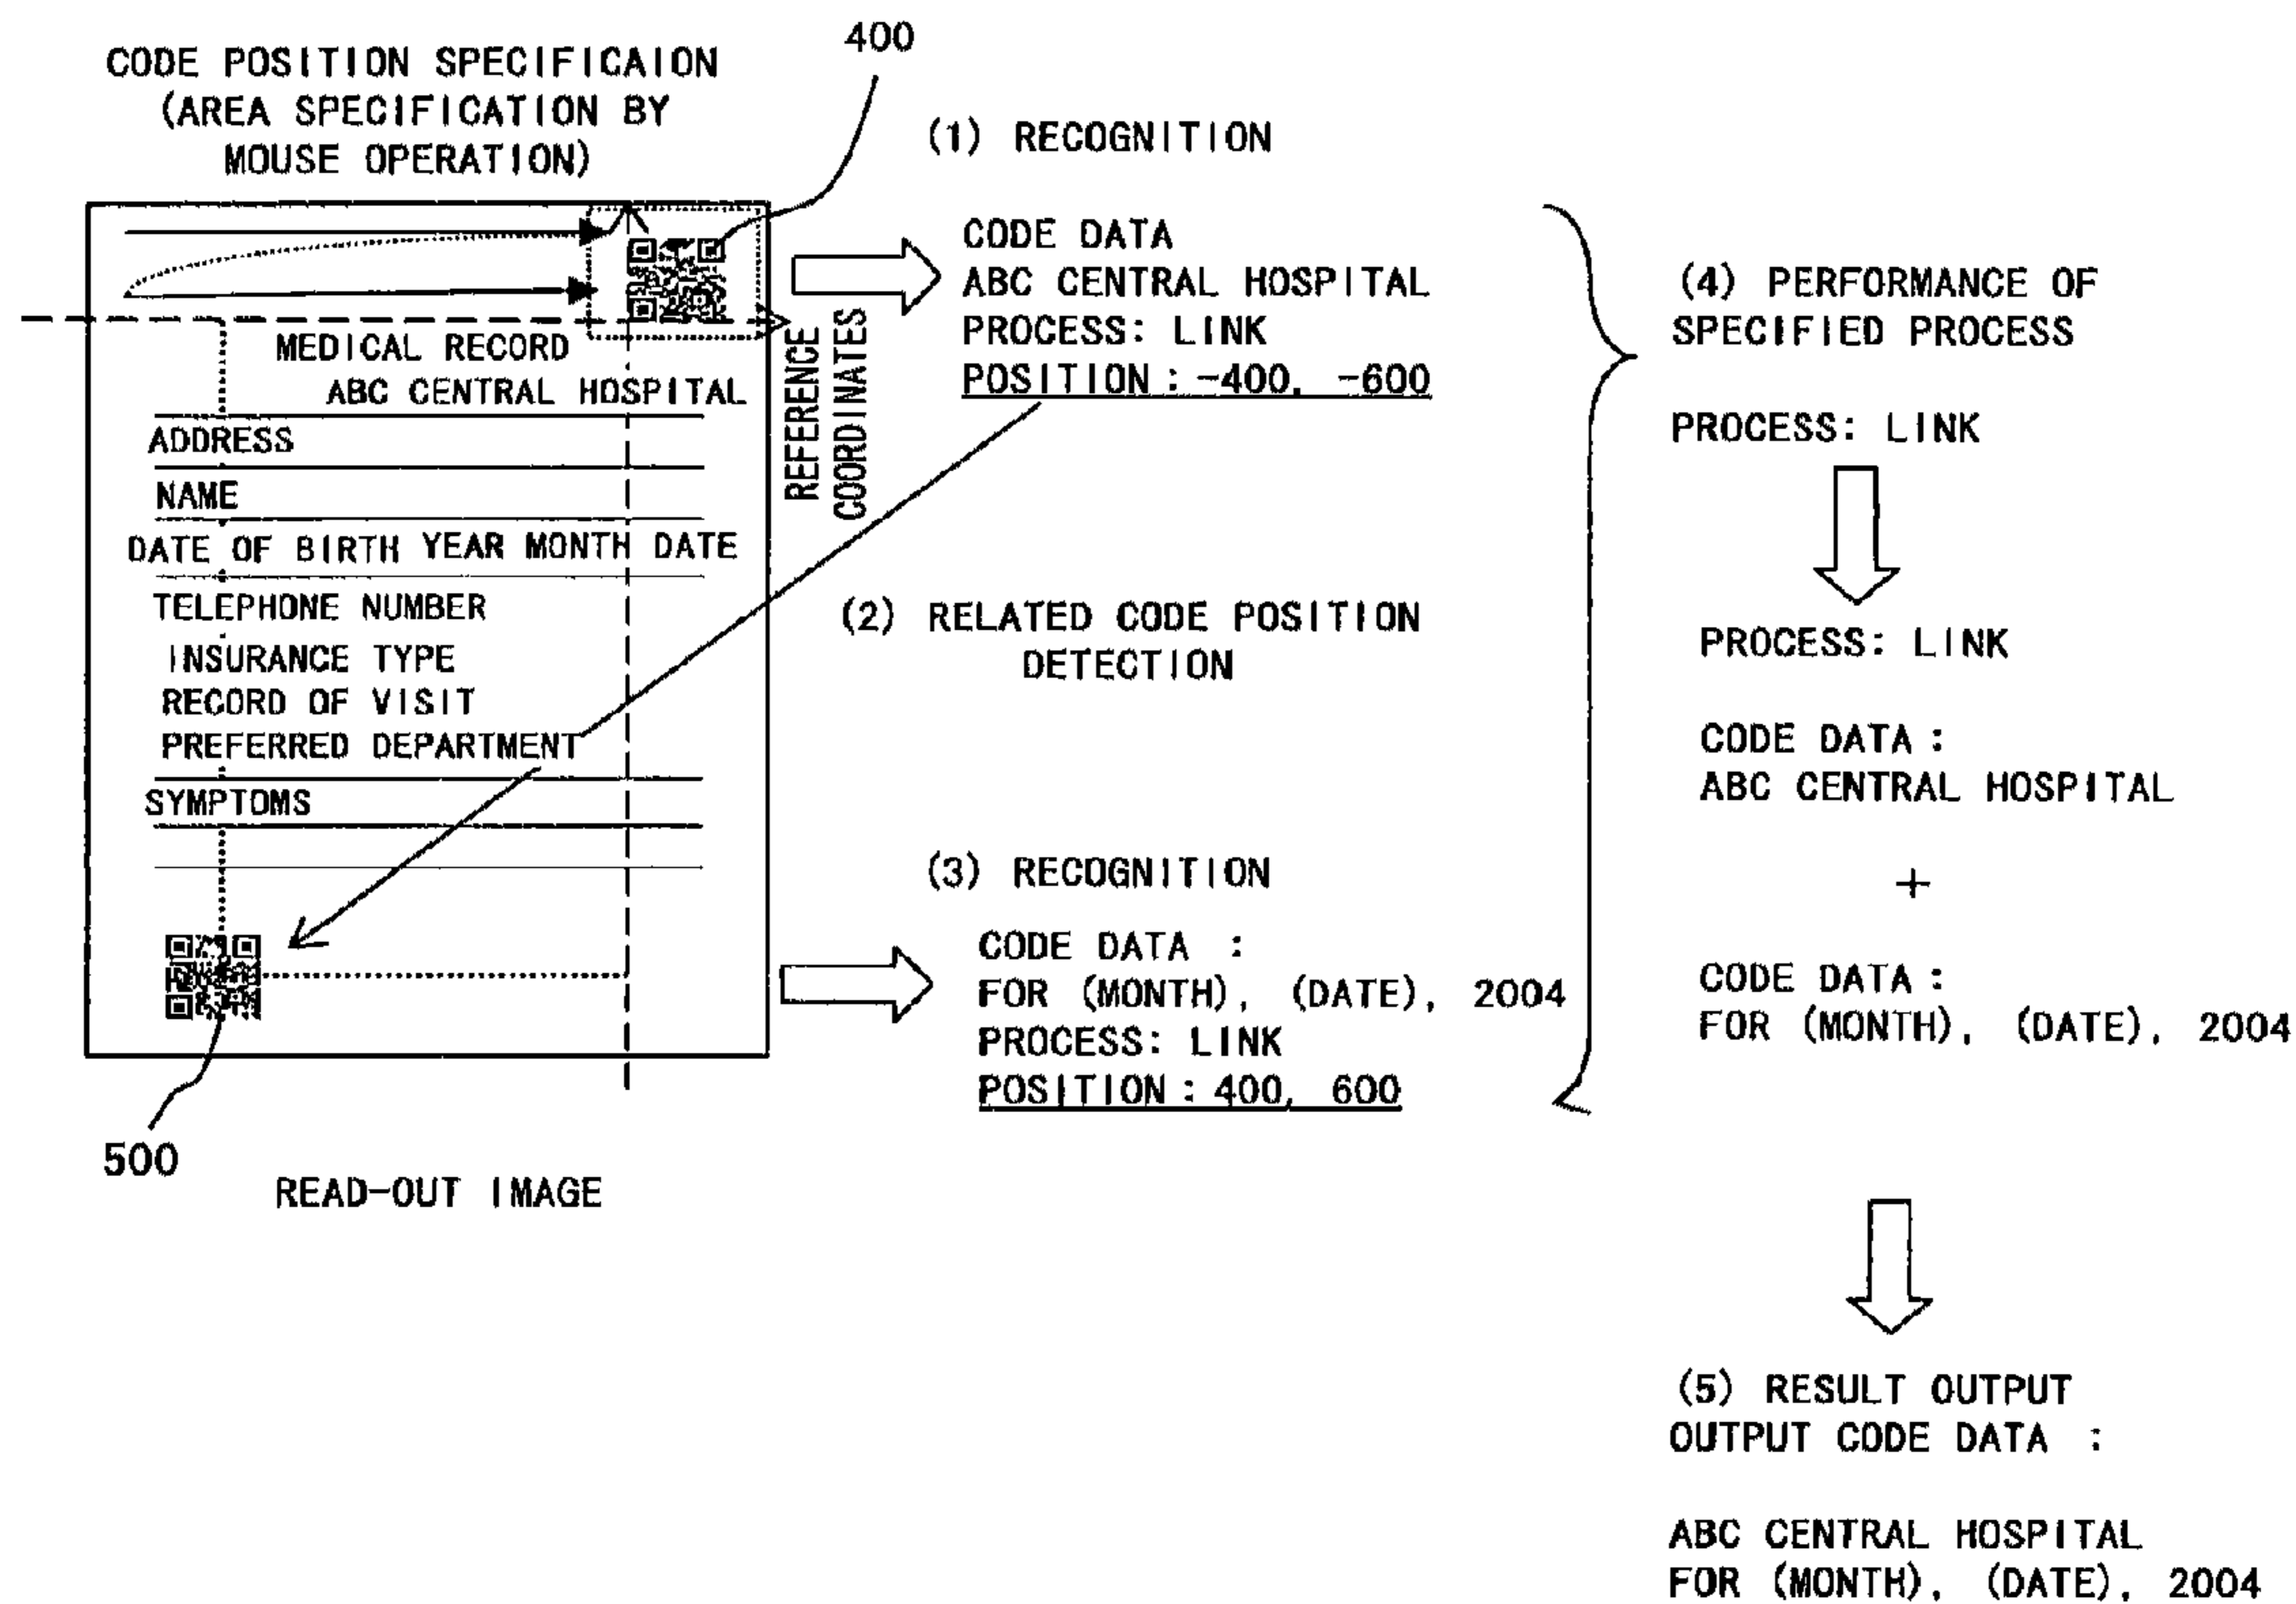 400
CODE POSITION SPECIFICAION
(AREA SPECIFICATION BY
MOUSE OPERATION)
MEDICAL RECORD
ABC CENTRAL HOSPITAL
ADDRESS
NAME
DATE OF BIRTH YEAR MONTH DATE
TELEPHONE NUMBER
INSURANCE TYPE
RECORD OF VISIT
PREFERRED DEPARTMENT
SYMPTOMS
500
READ-OUT IMAGE
REFERENCE
COORDINATES
(1) RECOGNITION
CODE DATA
ABC CENTRAL HOSPITAL
PROCESS: LINK
POSITION : -400, -600
(2) RELATED CODE POSITION
DETECTION
(3) RECOGNITION
CODE DATA :
FOR (MONTH), (DATE), 2004
PROCESS: LINK
POSITION : 400, 600
(4) PERFORMANCE OF
SPECIFIED PROCESS
PROCESS: LINK
PROCESS: LINK
CODE DATA :
ABC CENTRAL HOSPITAL
+
CODE DATA :
FOR (MONTH), (DATE), 2004
(5) RESULT OUTPUT
OUTPUT CODE DATA :
ABC CENTRAL HOSPITAL
FOR (MONTH), (DATE), 2004